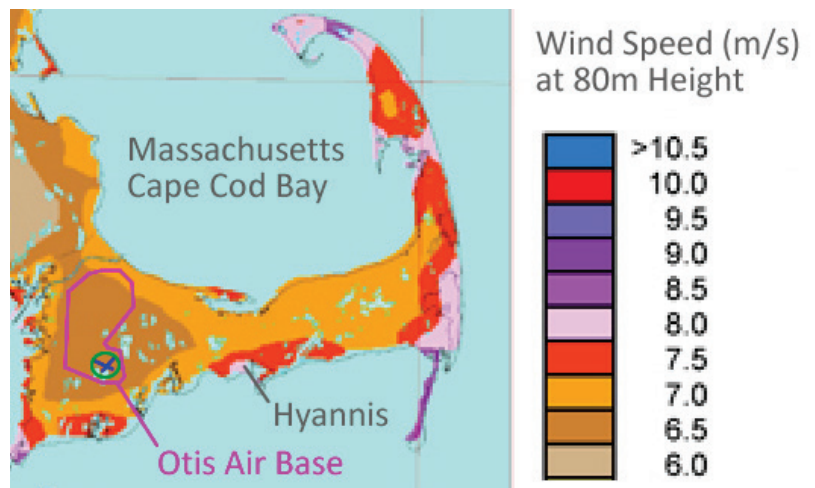 Wind Speed (m/s)
at 80m Height
Massachusetts
Cape Cod Bay
Hyannis
Otis Air Base
>10.5
10.0
9.5
9.0
8.5
8.0
7.5
7.0
6.5
6.0